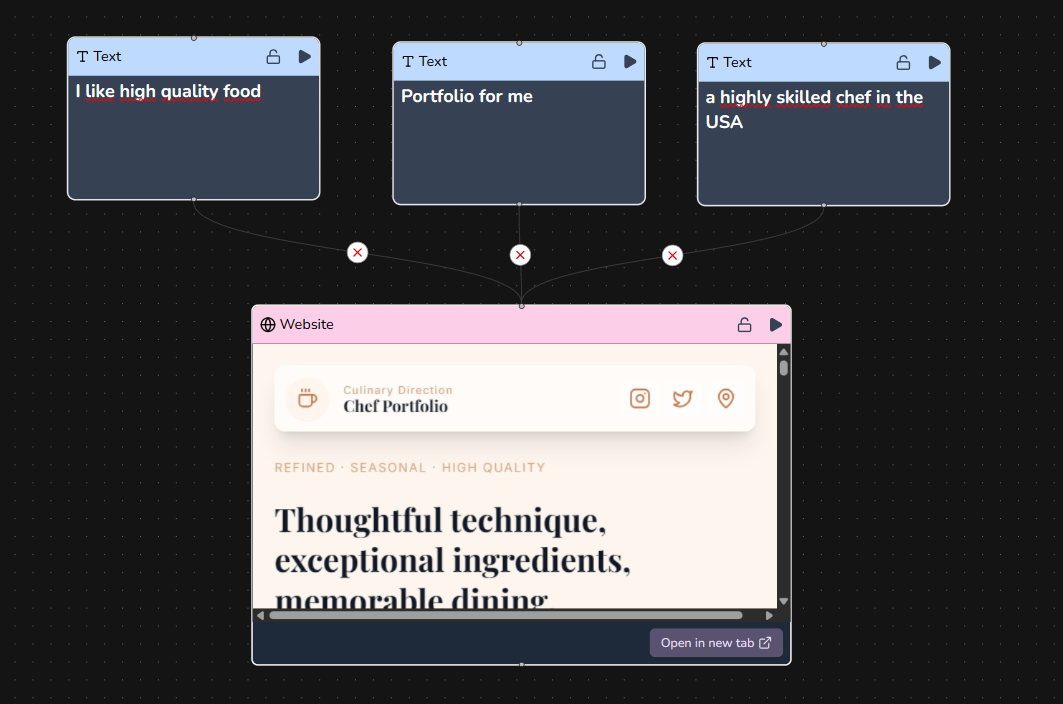 Text
I like high quality food
Text
Portfolio for me
Text
a highly skilled chef in the
USA
Website
Culinary Direction
Chef Portfolio
REFINED · SEASONAL · HIGH QUALITY
Thoughtful technique,
exceptional ingredients,
memorable dining
Open in new tab